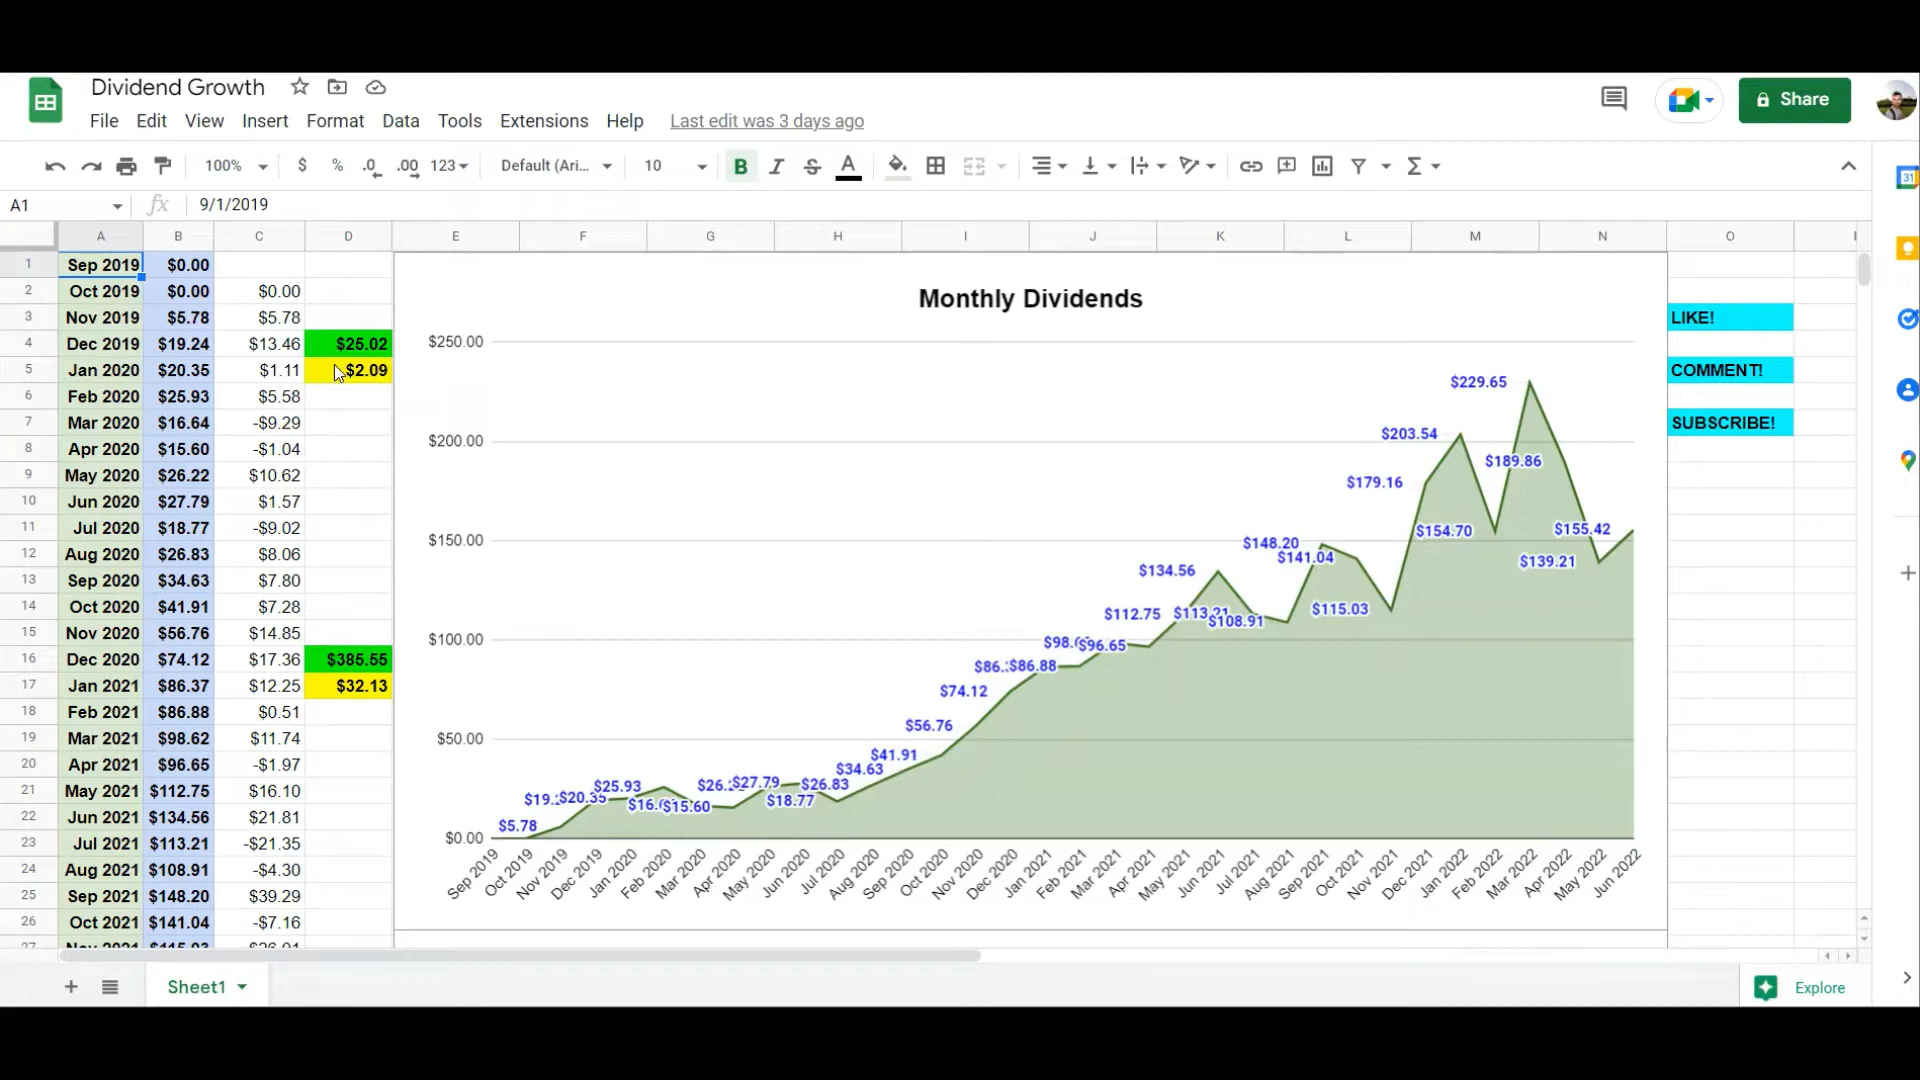 Dividend Growth
File Edit View Insert Format Data Tools Extensions Help Last edit was 3 days ago
Share
100% $ % .0 .00 123 Default (Ari... 10 B I S A
31
A1 fx 9/1/2019
A B C D E F G H I J K L M N O
1 Sep 2019 $0.00
2 Oct 2019 $0.00 $0.00
3 Nov 2019 $5.78 $5.78
4 Dec 2019 $19.24 $13.46 $25.02
5 Jan 2020 $20.35 $1.11 $2.09
6 Feb 2020 $25.93 $5.58
7 Mar 2020 $16.64 -$9.29
8 Apr 2020 $15.60 -$1.04
9 May 2020 $26.22 $10.62
10 Jun 2020 $27.79 $1.57
11 Jul 2020 $18.77 -$9.02
12 Aug 2020 $26.83 $8.06
13 Sep 2020 $34.63 $7.80
14 Oct 2020 $41.91 $7.28
15 Nov 2020 $56.76 $14.85
16 Dec 2020 $74.12 $17.36 $385.55
17 Jan 2021 $86.37 $12.25 $32.13
18 Feb 2021 $86.88 $0.51
19 Mar 2021 $98.62 $11.74
20 Apr 2021 $96.65 -$1.97
21 May 2021 $112.75 $16.10
22 Jun 2021 $134.56 $21.81
23 Jul 2021 $113.21 -$21.35
24 Aug 2021 $108.91 -$4.30
25 Sep 2021 $148.20 $39.29
26 Oct 2021 $141.04 -$7.16
27 Nov 2021 $115.03
Monthly Dividends
$250.00
$200.00
$150.00
$100.00
$50.00
$0.00
$5.78
$20.35
$25.93
$15.60
$27.79
$18.77
$26.83
$34.63
$41.91
$56.76
$74.12
$86.88
$96.65
$112.75
$134.56
$113.21
$108.91
$148.20
$141.04
$115.03
$179.16
$203.54
$154.70
$229.65
$189.86
$139.21
$155.42
Sep 2019
Oct 2019
Nov 2019
Dec 2019
Jan 2020
Feb 2020
Mar 2020
Apr 2020
May 2020
Jun 2020
Jul 2020
Aug 2020
Sep 2020
Oct 2020
Nov 2020
Dec 2020
Jan 2021
Feb 2021
Mar 2021
Apr 2021
May 2021
Jun 2021
Jul 2021
Aug 2021
Sep 2021
Oct 2021
Nov 2021
Dec 2021
Jan 2022
Feb 2022
Mar 2022
Apr 2022
May 2022
Jun 2022
LIKE!
COMMENT!
SUBSCRIBE!
Sheet1
Explore